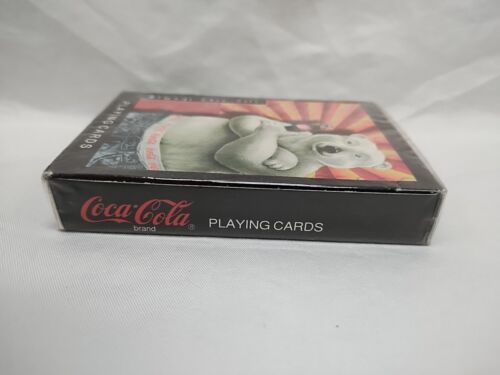 PLAYING CARDS
Coca-Cola
brand
®
PLAYING CARDS